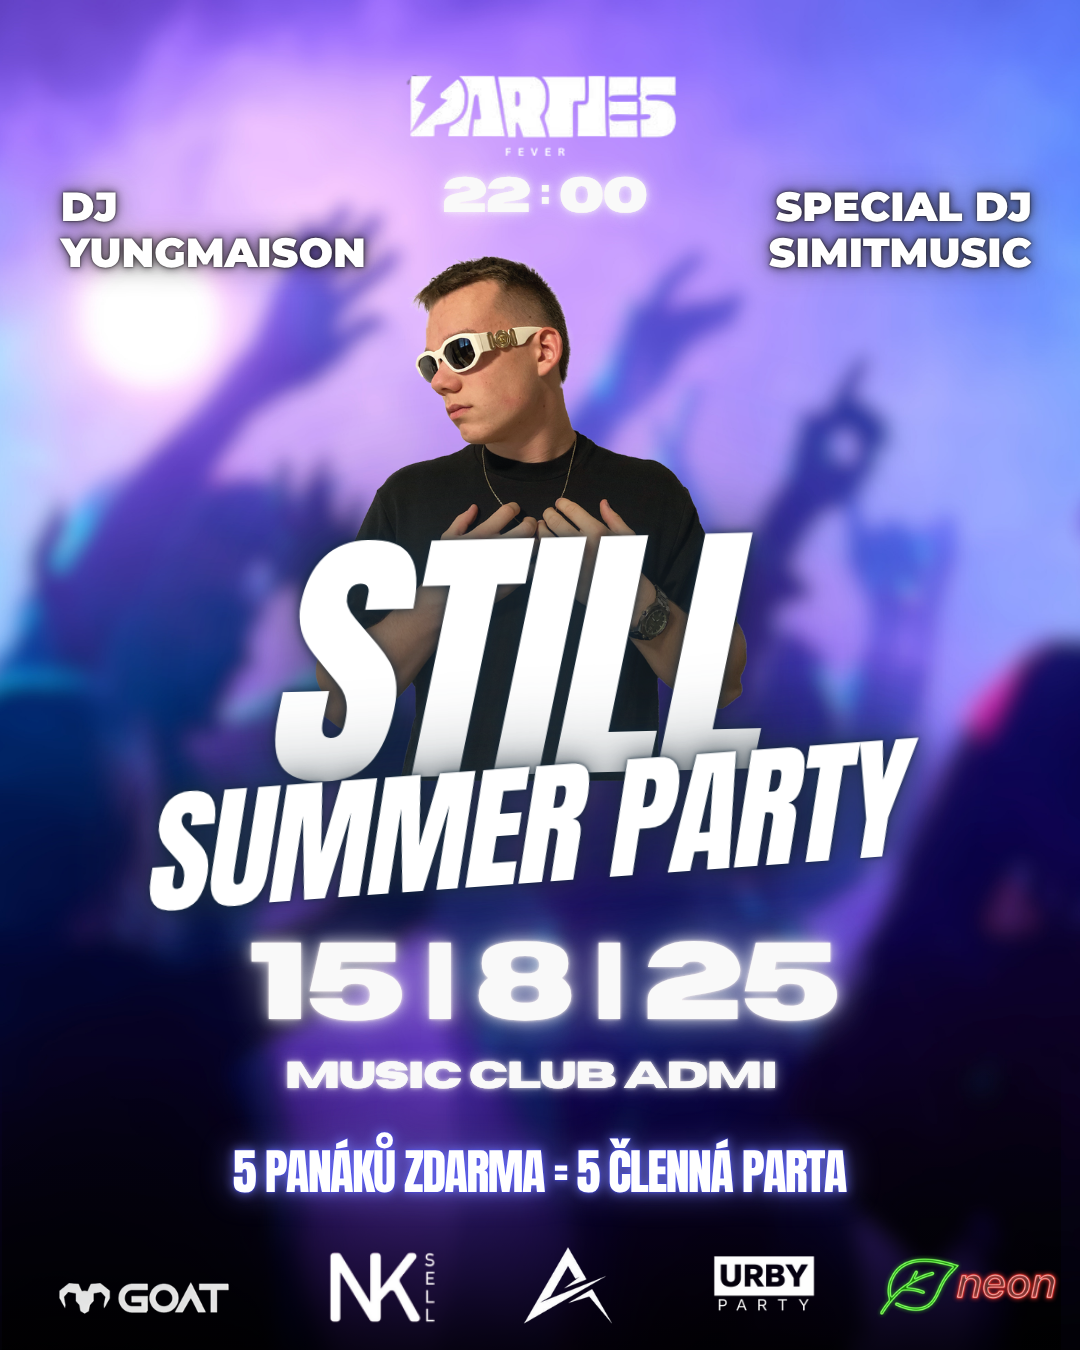 PARTIES
FEVER
22:00
DJ
YUNGMAISON
SPECIAL DJ
SIMITMUSIC
STILL
SUMMER PARTY
15|8|25
MUSIC CLUB ADMI
5 PANÁKŮ ZDARMA = 5 ČLENNÁ PARTA
GOAT
NK
SELL
URBY
PARTY
neon